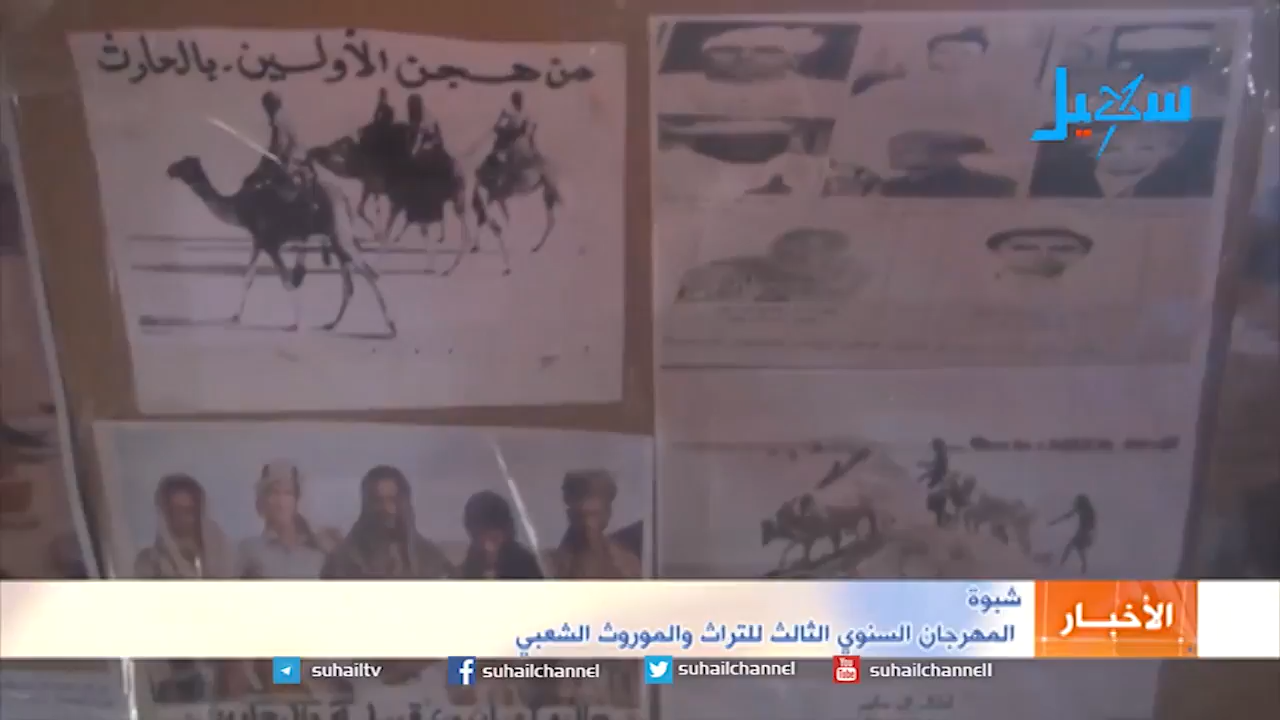 من هجن الأولين - بالحارث
سهيل
شبوة
الأخبار
المهرجان السنوي الثالث للتراث والموروث الشعبي
suhailtv
suhailchannel
suhailchannel
suhailchannell